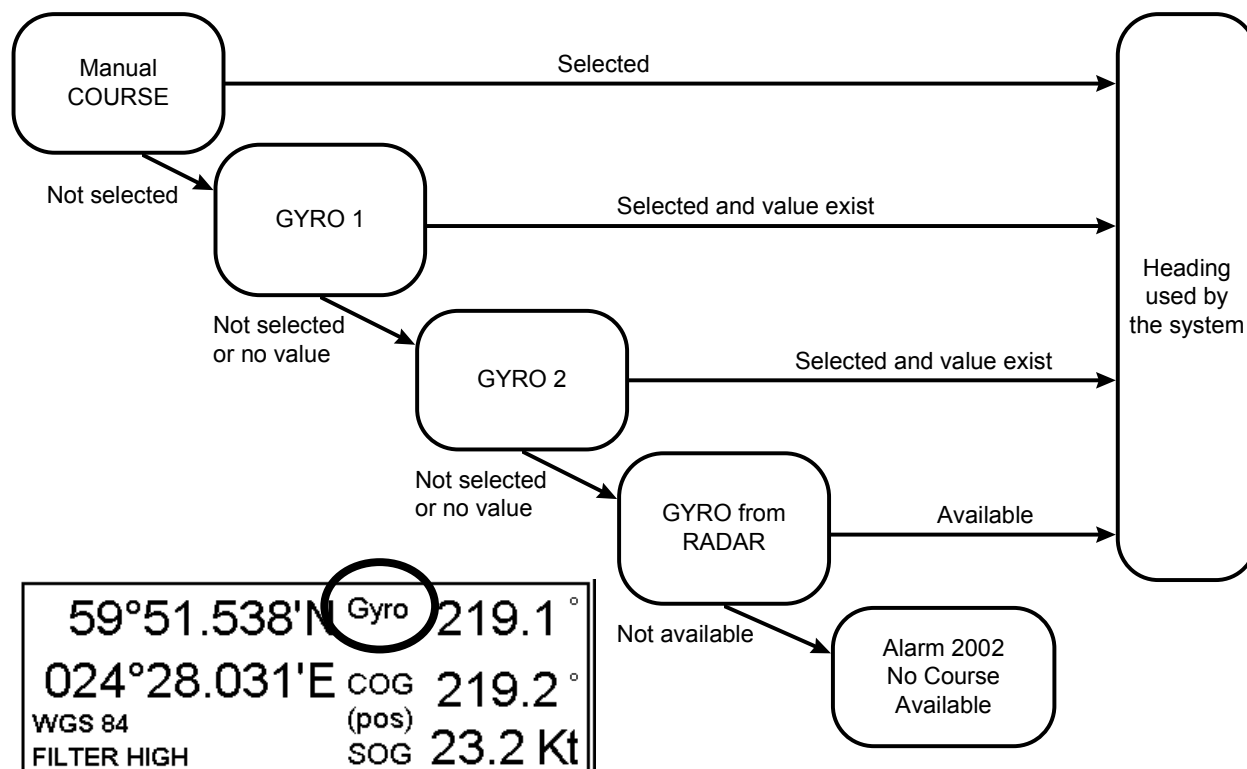 Manual
COURSE
Selected
Not selected
GYRO 1
Selected and value exist
Not selected
or no value
GYRO 2
Selected and value exist
Not selected
or no value
GYRO from
RADAR
Available
Not available
Alarm 2002
No Course
Available
Heading
used by
the system
59°51.538'N Gyro 219.1°
024°28.031'E COG 219.2°
(pos)
WGS 84
FILTER HIGH SOG 23.2 Kt